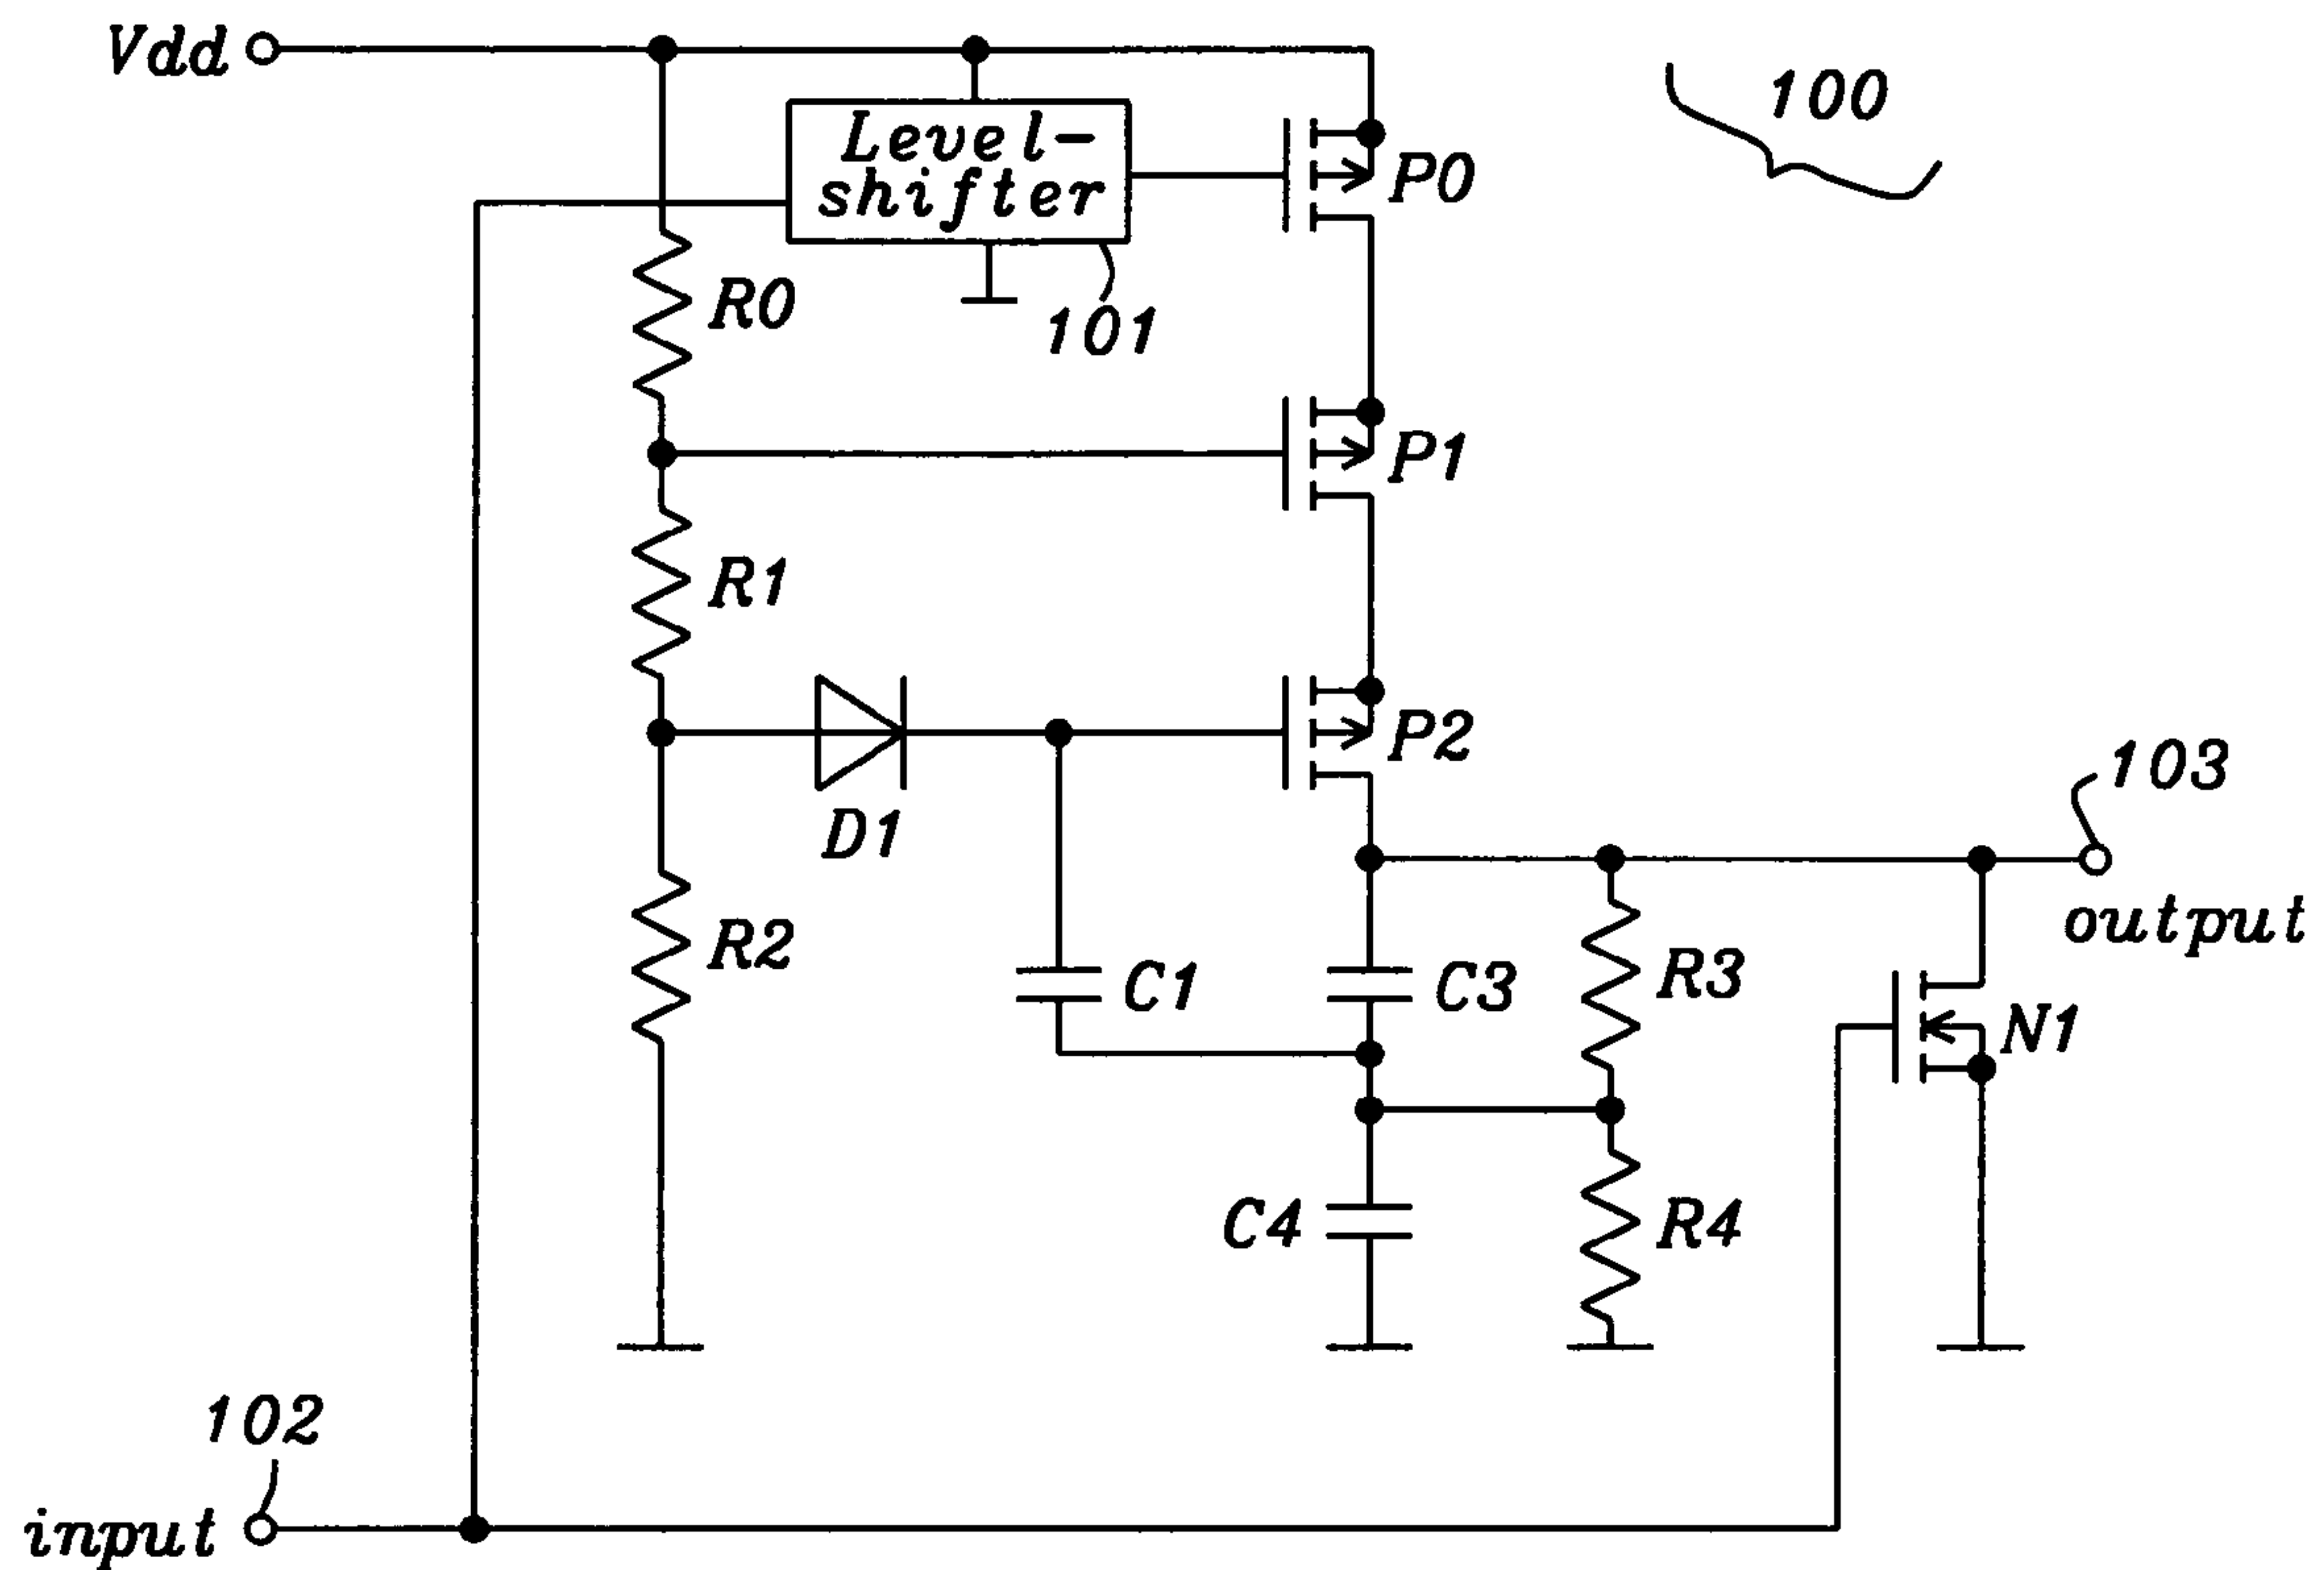 Vdd
100
Level-
shifter
P0
R0
101
P1
R1
P2
103
D1
output
R2
C1
C3
R3
N1
C4
R4
102
input